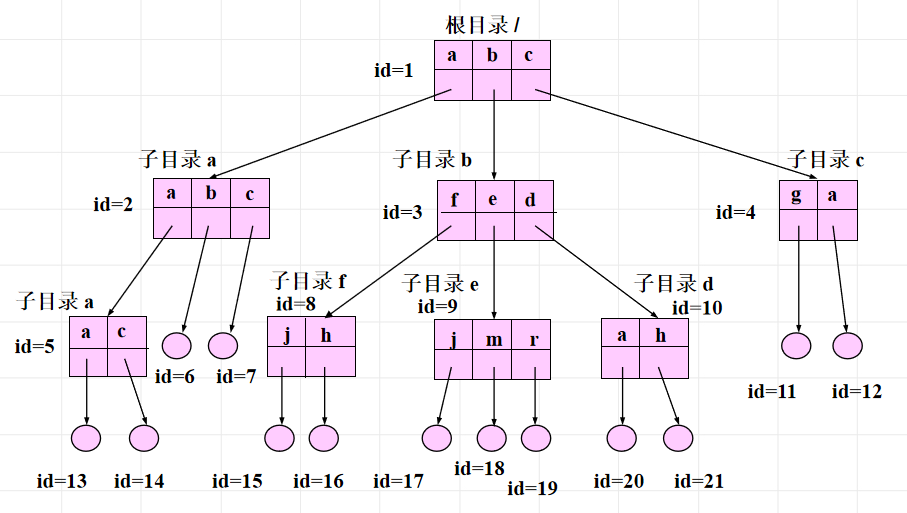 根目录 /
a b c
id=1
子目录 a
子目录 b
子目录 c
id=2
a b c
id=3
f e d
id=4
g a
子目录 a
子目录 f
id=8
子目录 e
id=9
子目录 d
id=10
id=5
a c
id=6
id=7
j h
j m r
a h
id=11
id=12
id=13
id=14
id=15
id=16
id=17
id=18
id=19
id=20
id=21